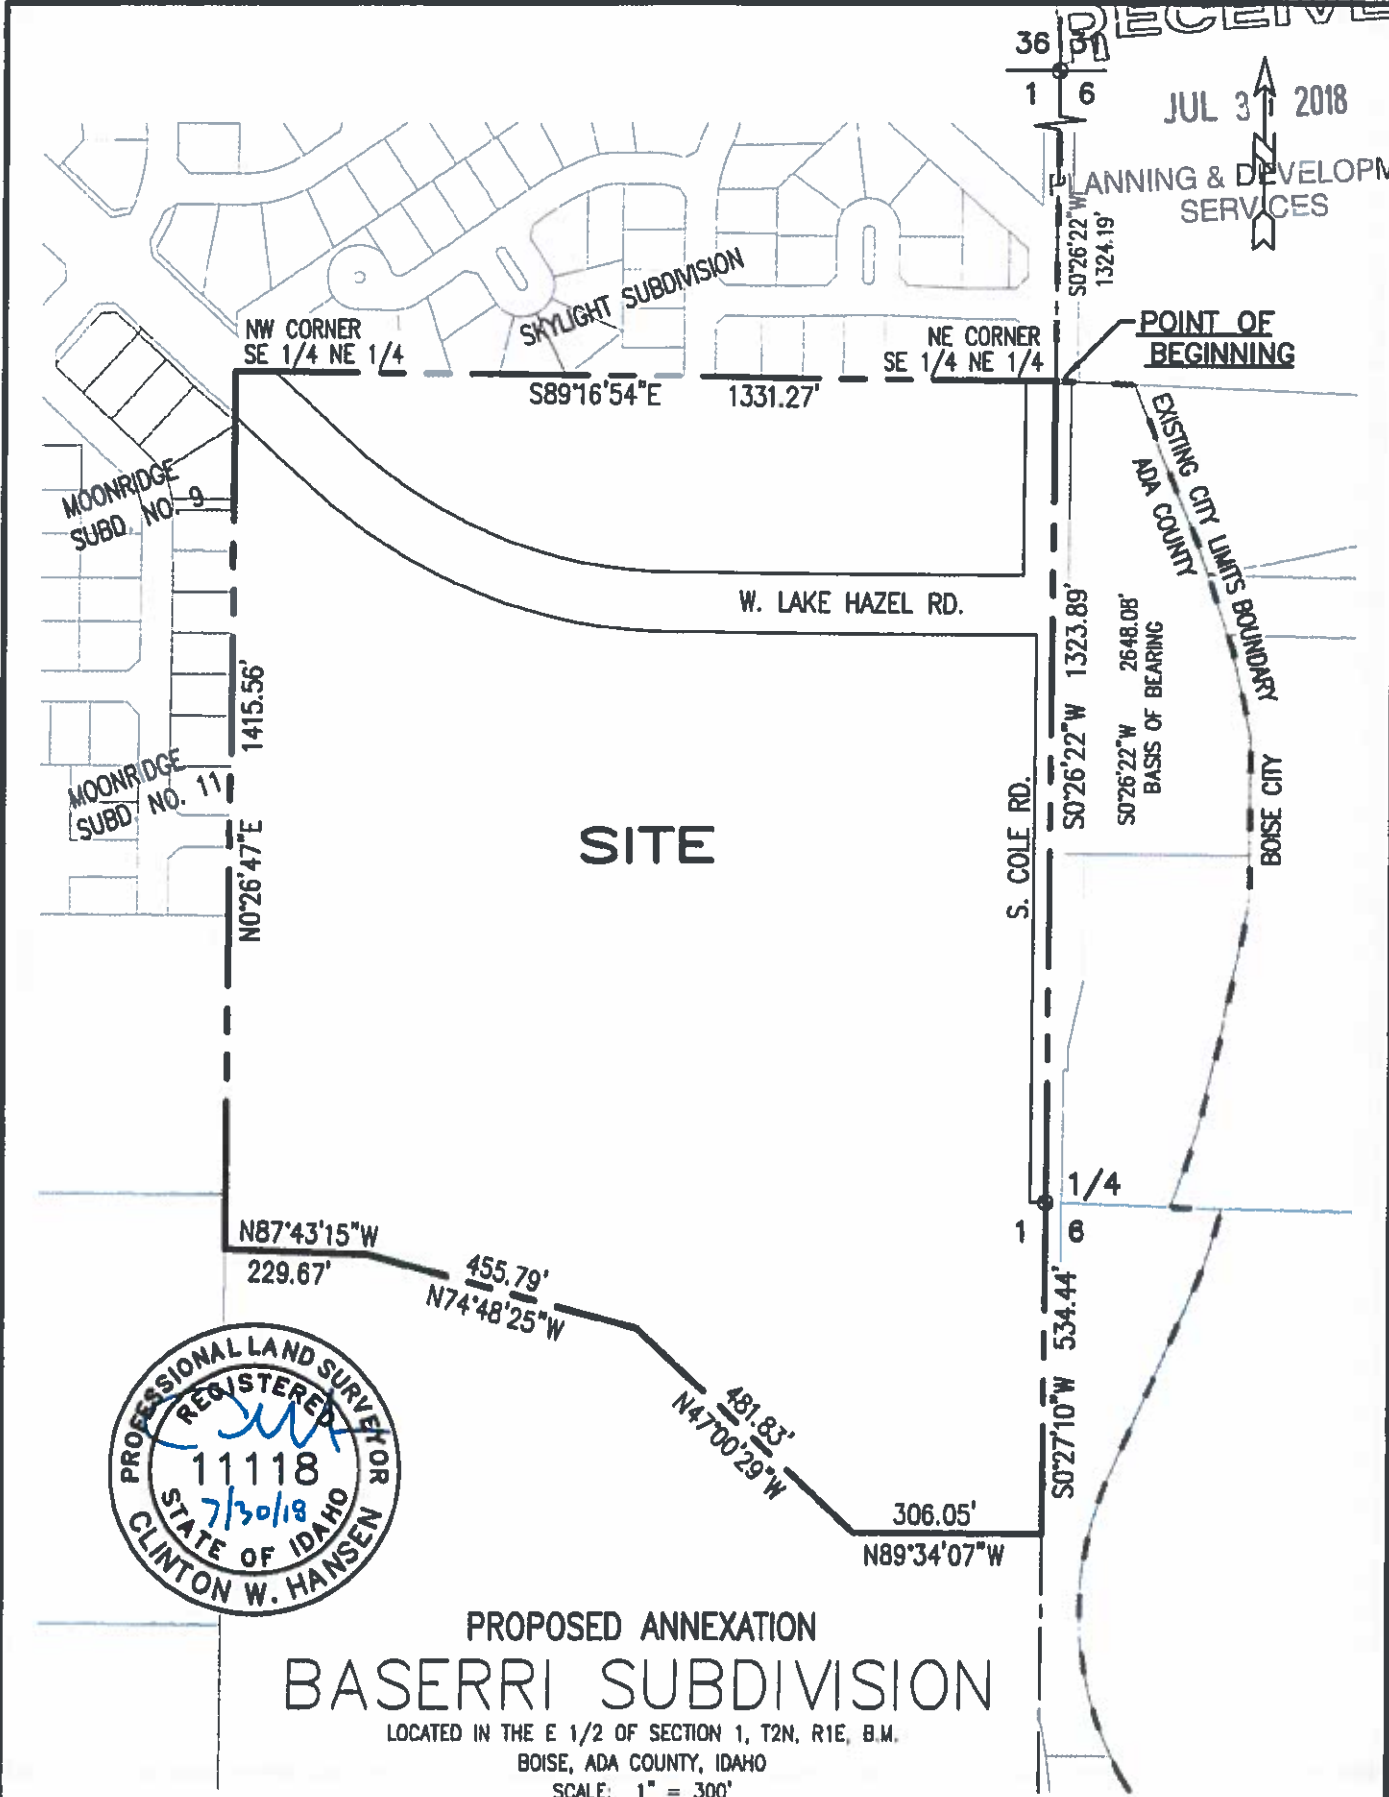 RECEIVE
36 31
1 6
JUL 3 2018
LANNING & DEVELOPM
SERVICES
S0°26'22"W
1324.19'
SKYLIGHT SUBDIVISION
NW CORNER
SE 1/4 NE 1/4
NE CORNER
SE 1/4 NE 1/4
POINT OF
BEGINNING
S89°16'54"E 1331.27'
EXISTING CITY LIMITS BOUNDARY
ADA COUNTY
BOISE CITY
MOONRIDGE
SUBD. NO. 9
W. LAKE HAZEL RD.
S0°26'22"W 1323.89'
S0°26'22"W 2648.08'
BASIS OF BEARING
N0°26'47"E 1415.56'
MOONRIDGE
SUBD. NO. 11
SITE
S. COLE RD.
1/4
1 6
N87°43'15"W
229.67'
455.79'
N74°48'25"W
S0°27'10"W 534.44'
481.83'
N47°00'29"W
306.05'
N89°34'07"W
PROFESSIONAL LAND SURVEYOR
REGISTERED
11118
7/30/18
STATE OF IDAHO
CLINTON W. HANSEN
PROPOSED ANNEXATION
BASERRI SUBDIVISION
LOCATED IN THE E 1/2 OF SECTION 1, T2N, R1E, B.M.
BOISE, ADA COUNTY, IDAHO
SCALE: 1" = 300'